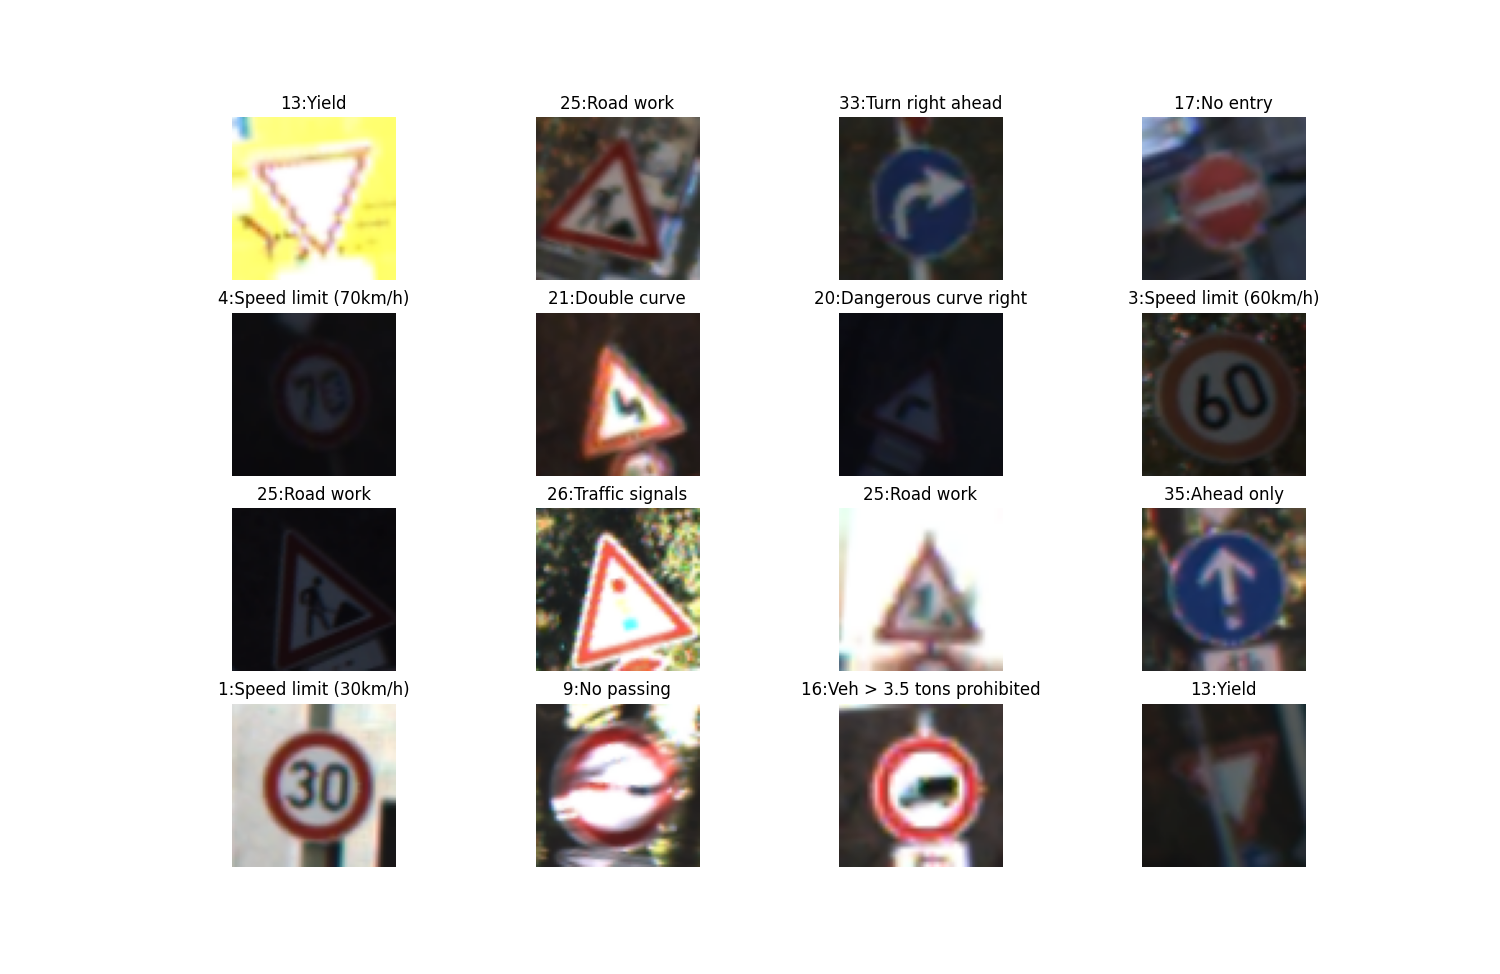 13:Yield
25:Road work
33:Turn right ahead
17:No entry
4:Speed limit (70km/h)
21:Double curve
20:Dangerous curve right
3:Speed limit (60km/h)
70
60
25:Road work
26:Traffic signals
25:Road work
35:Ahead only
1:Speed limit (30km/h)
9:No passing
16:Veh > 3.5 tons prohibited
13:Yield
30